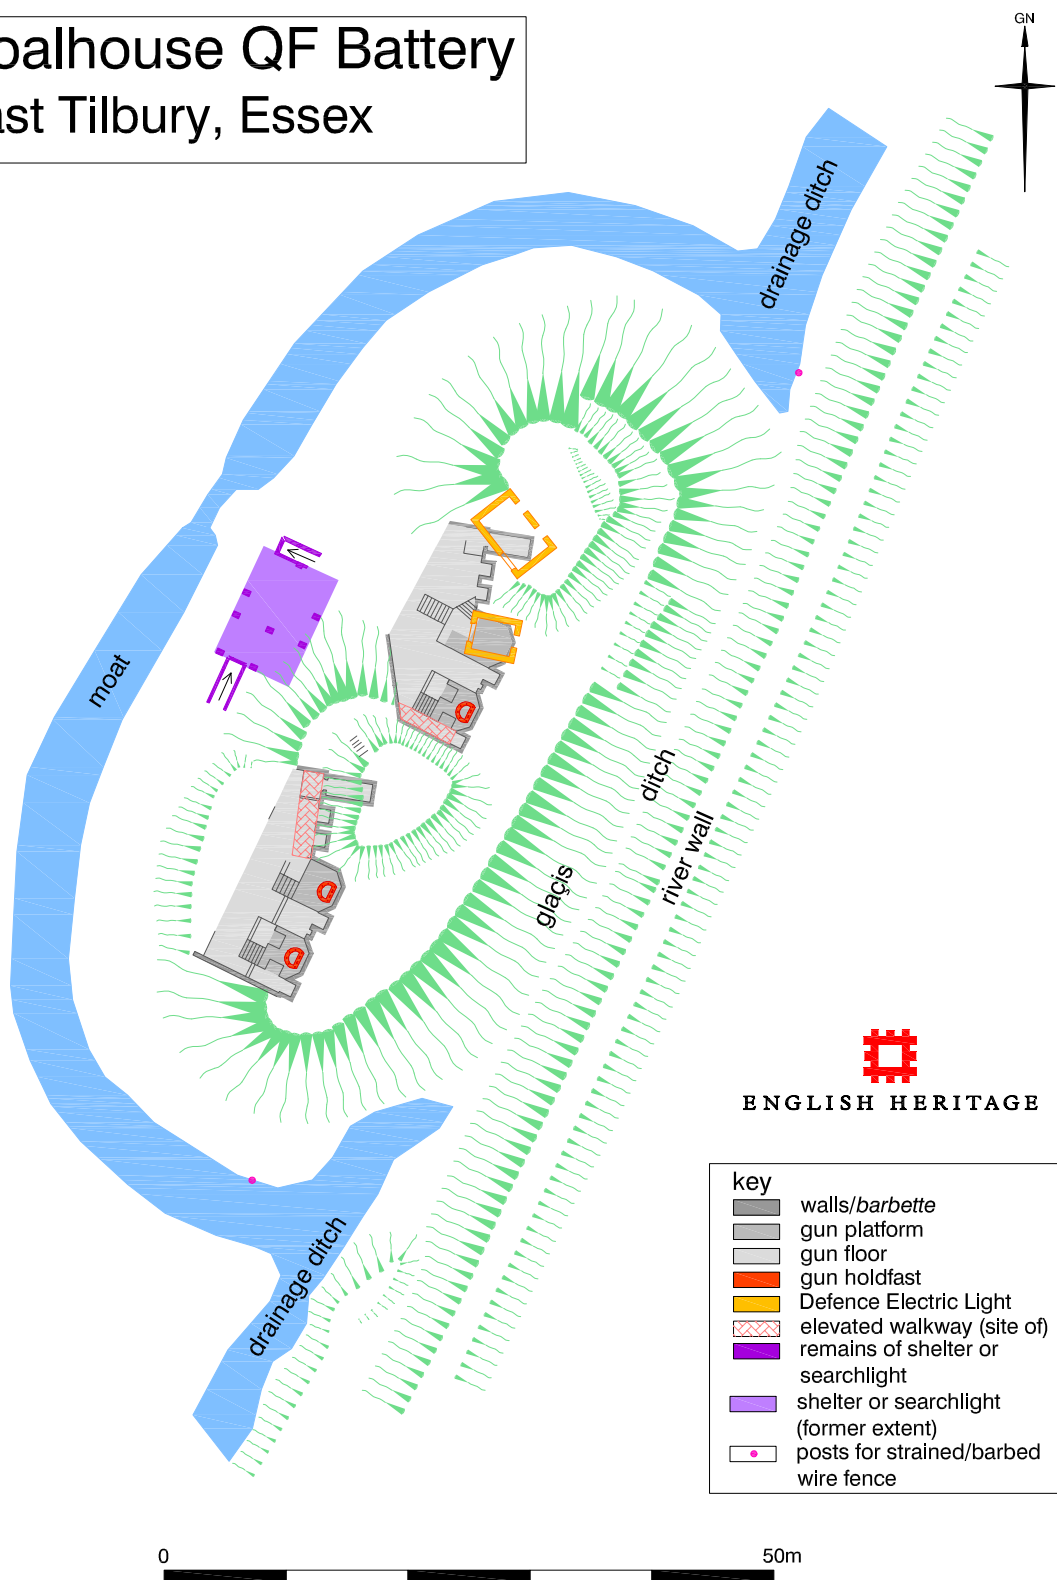 oalhouse QF Battery
ast Tilbury, Essex
GN
drainage ditch
moat
ditch
river wall
glaçis
drainage ditch
ENGLISH HERITAGE
key
walls/barbette
gun platform
gun floor
gun holdfast
Defence Electric Light
elevated walkway (site of)
remains of shelter or
searchlight
shelter or searchlight
(former extent)
posts for strained/barbed
wire fence
0 50m